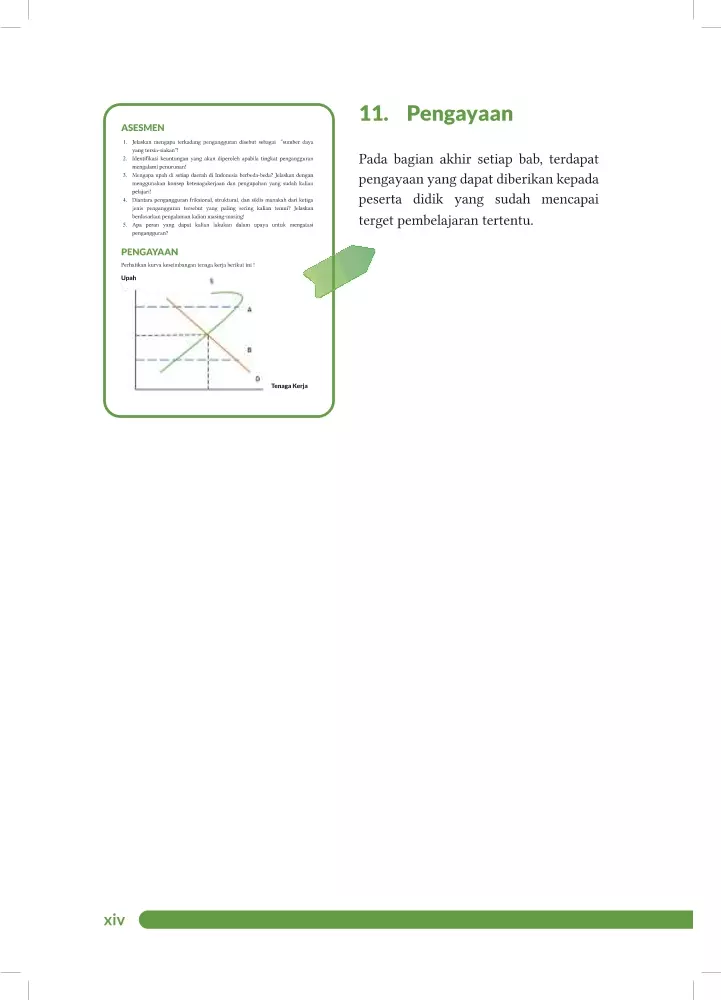 ASESMEN
1. Jelaskan mengapa terkadang pengangguran disebut sebagai "sumber daya
yang tersia-siakan"!
2. Identifikasi keuntungan yang akan diperoleh apabila tingkat pengangguran
mengalami penurunan!
3. Mengapa upah di setiap daerah di Indonesia berbeda-beda? Jelaskan dengan
menggunakan konsep ketenagakerjaan dan pengupahan yang sudah kalian
pelajari!
4. Diantara pengangguran friksional, struktural, dan siklis manakah dari ketiga
jenis pengangguran tersebut yang paling sering kalian temui? Jelaskan
berdasarkan pengalaman kalian masing-masing!
5. Apa peran yang dapat kalian lakukan dalam upaya untuk mengatasi
pengangguran?
PENGAYAAN
Perhatikan kurva keseimbangan tenaga kerja berikut ini !
Upah
A
B
D
Tenaga Kerja
11. Pengayaan
Pada bagian akhir setiap bab, terdapat
pengayaan yang dapat diberikan kepada
peserta didik yang sudah mencapai
terget pembelajaran tertentu.
xiv